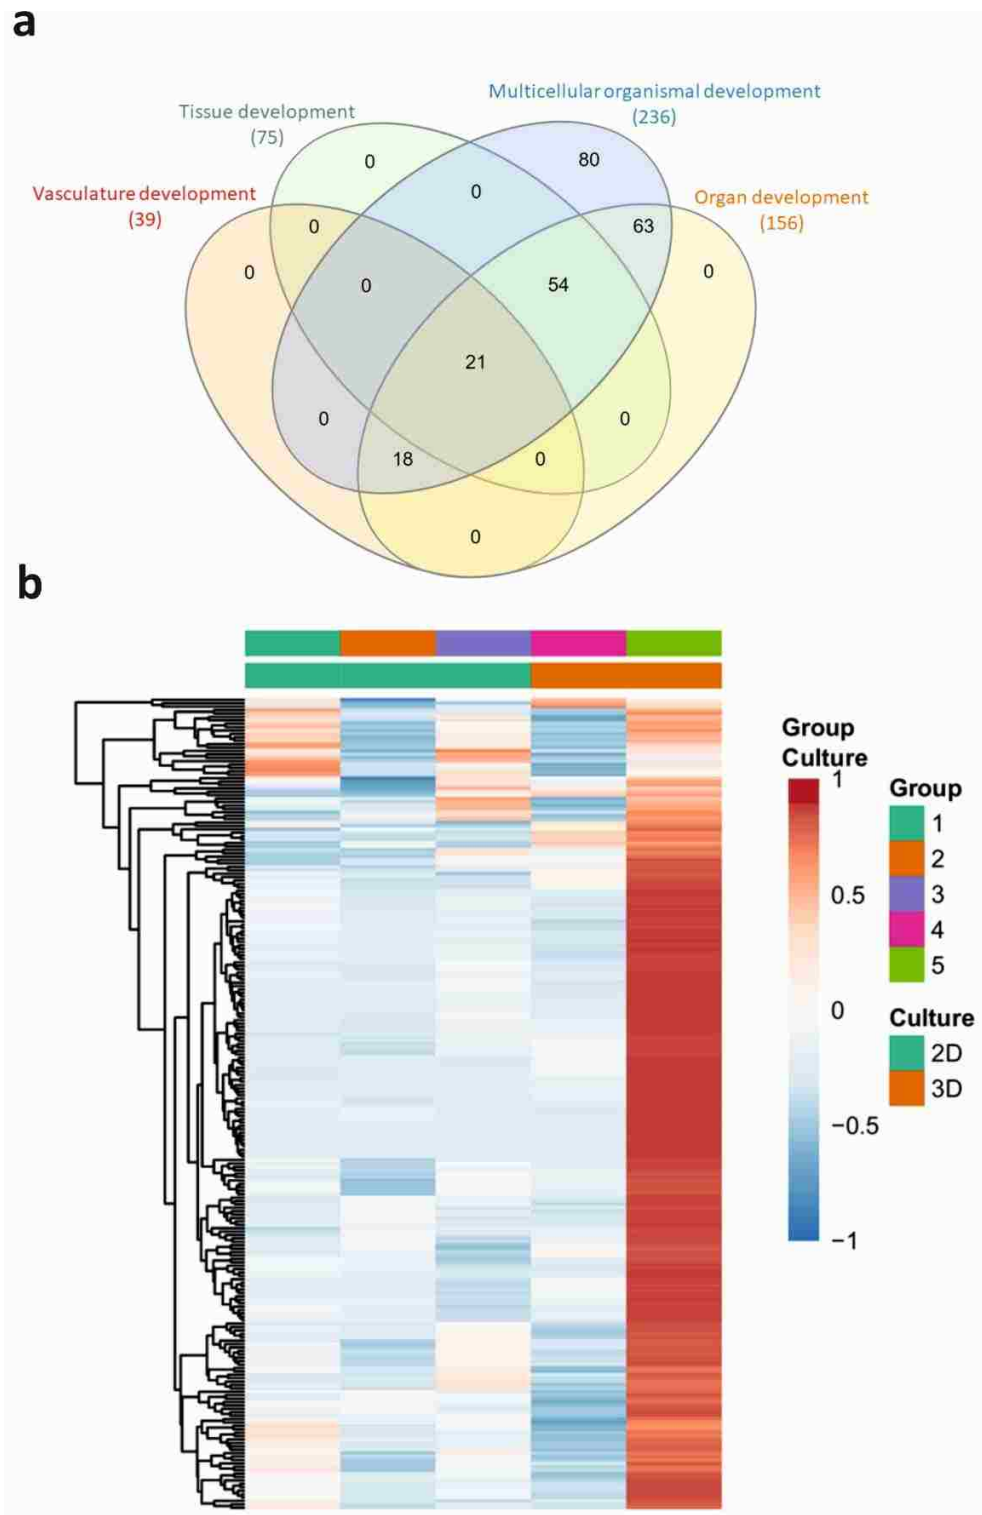 a
Multicellular organismal development
(236)
Tissue development
(75)
Vasculature development
(39)
Organ development
(156)
0
80
0
0
63
0
0
0
54
21
0
0
18
0
0
b
Group
Culture
1
0.5
0
−0.5
−1
Group
1
2
3
4
5
Culture
2D
3D